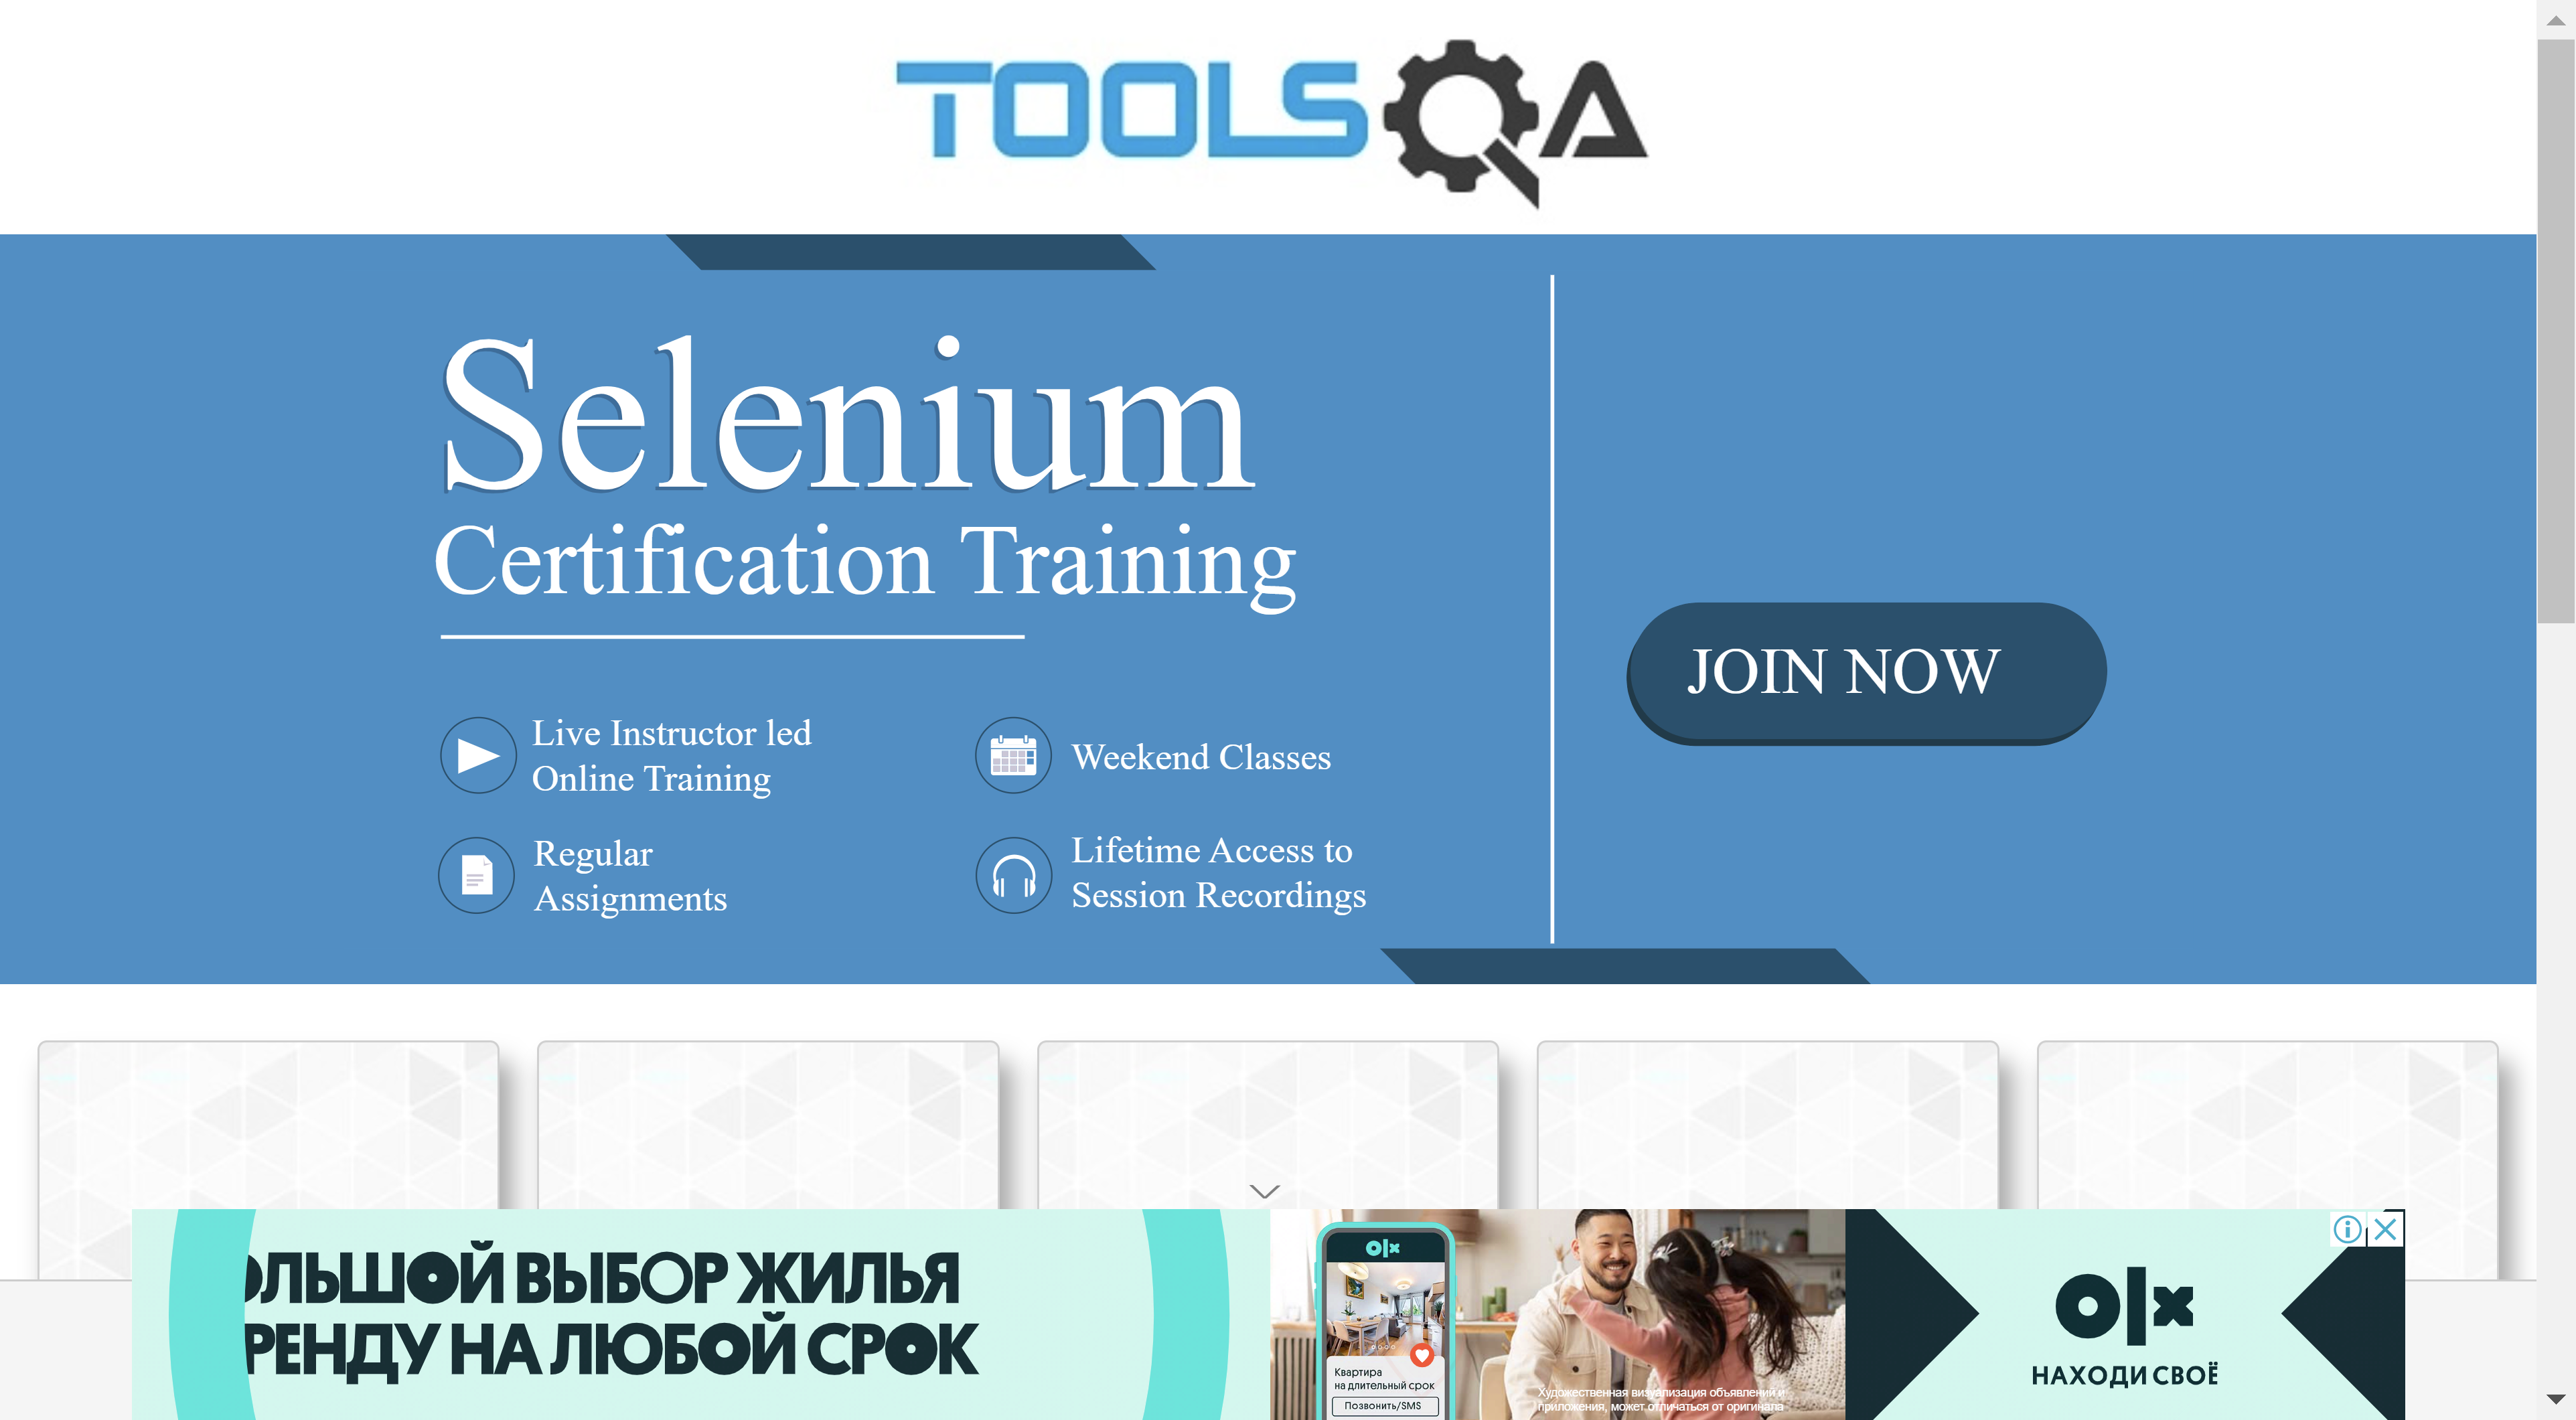 TOOLSQA
Selenium
Certification Training
JOIN NOW
Live Instructor led
Online Training
Weekend Classes
Regular
Assignments
Lifetime Access to
Session Recordings
ОЛЬШОЙ ВЫБОР ЖИЛЬЯ
РЕНДУ НА ЛЮБОЙ СРОК
olx
Квартира
на длительный срок
Позвонить/SMS
Художественная визуализация объявлений и
приложения, может отличаться от оригинала
olx
НАХОДИ СВОЁ